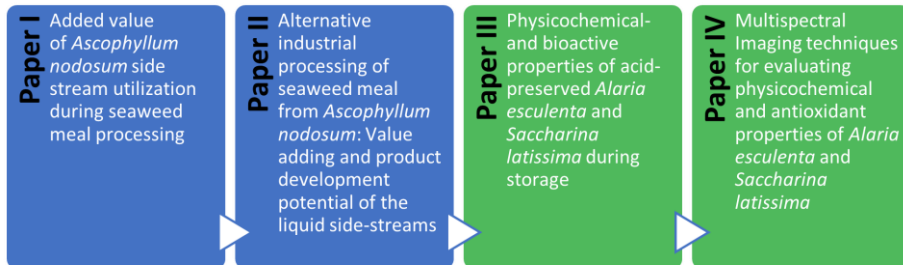 Paper I
Added value
of Ascophyllum
nodosum side
stream utilization
during seaweed
meal processing
Paper II
Alternative
industrial
processing of
seaweed meal
from Ascophyllum
nodosum: Value
adding and product
development
potential of the
liquid side-streams
Paper III
Physicochemical-
and bioactive
properties of acid-
preserved Alaria
esculenta and
Saccharina
latissima during
storage
Paper IV
Multispectral
Imaging techniques
for evaluating
physicochemical
and antioxidant
properties of Alaria
esculenta and
Saccharina
latissima